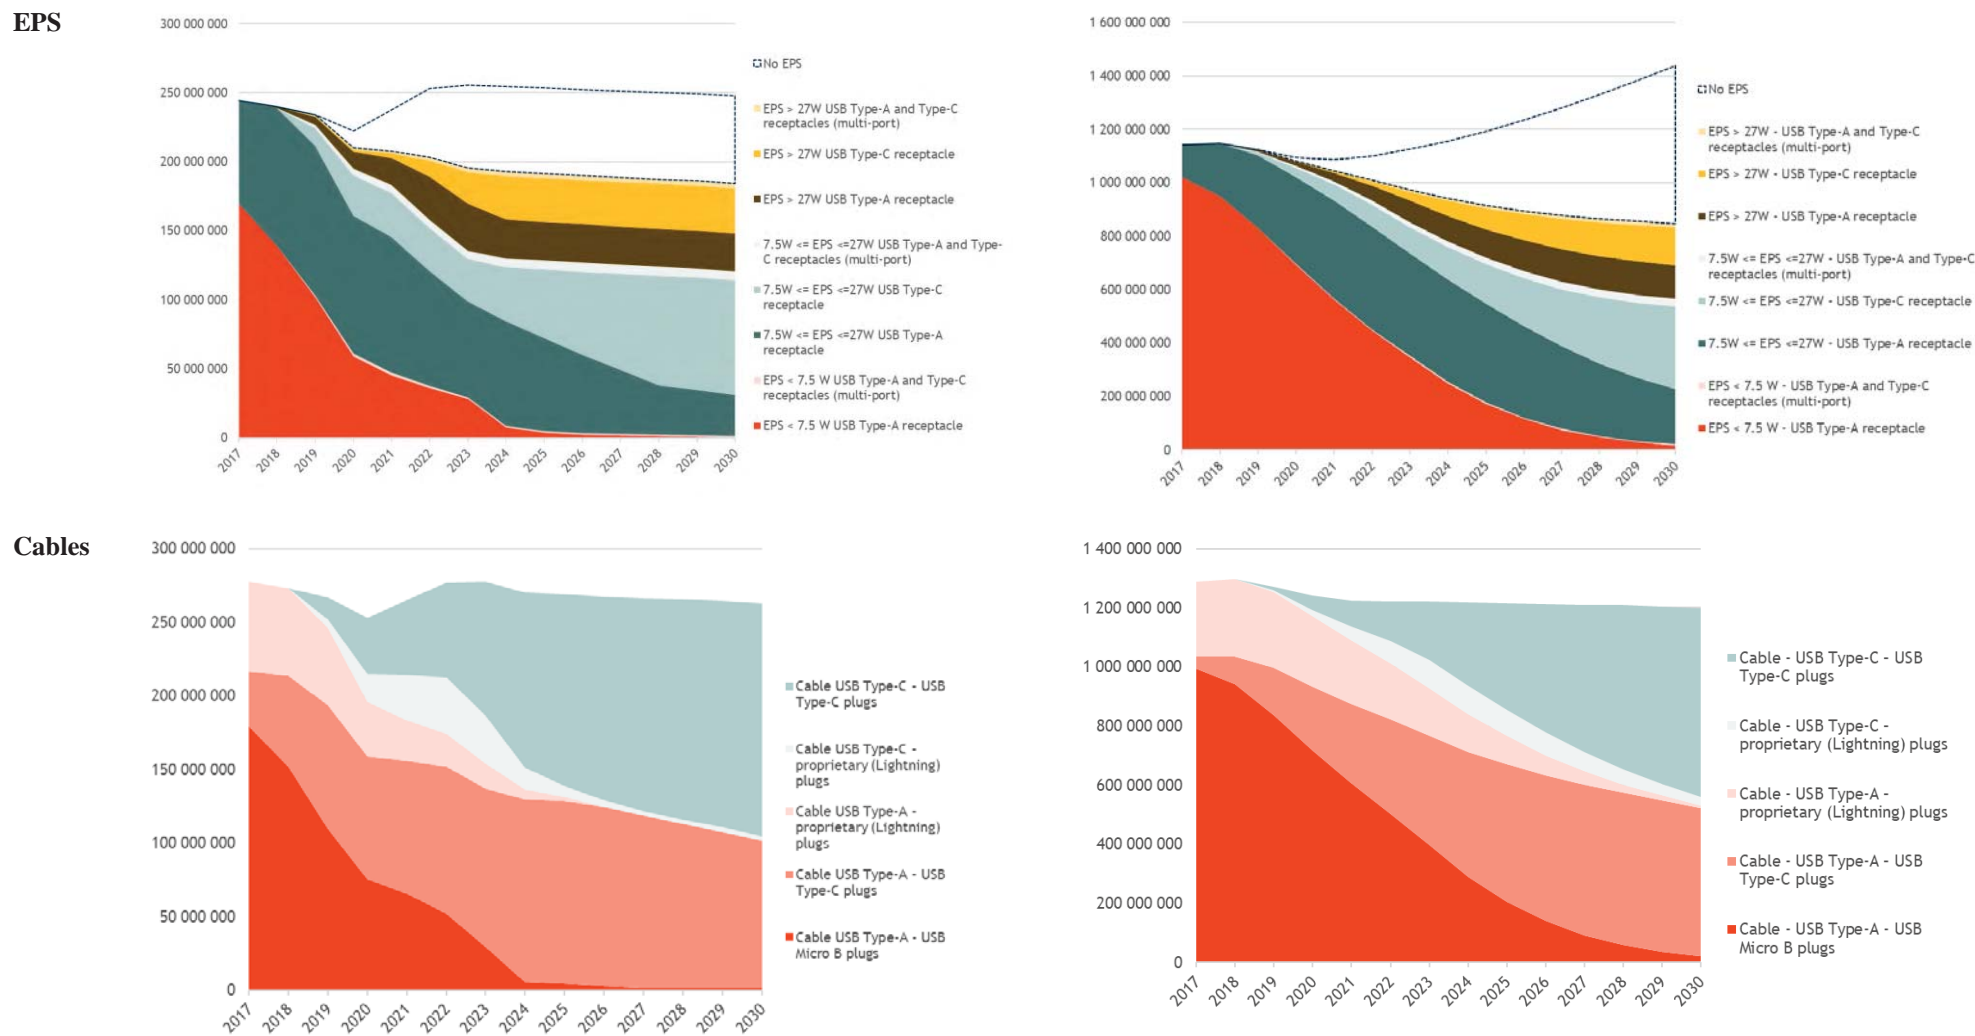 EPS
300 000 000
250 000 000
200 000 000
150 000 000
100 000 000
50 000 000
0
2017
2018
2019
2020
2021
2022
2023
2024
2025
2026
2027
2028
2029
2030
No EPS
EPS > 27W USB Type-A and Type-C
receptacles (multi-port)
EPS > 27W USB Type-C receptacle
EPS > 27W USB Type-A receptacle
7.5W <= EPS <=27W USB Type-A and Type-
C receptacles (multi-port)
7.5W <= EPS <=27W USB Type-C
receptacle
7.5W <= EPS <=27W USB Type-A
receptacle
EPS < 7.5 W USB Type-A and Type-C
receptacles (multi-port)
EPS < 7.5 W USB Type-A receptacle
1 600 000 000
1 400 000 000
1 200 000 000
1 000 000 000
800 000 000
600 000 000
400 000 000
200 000 000
0
2017
2018
2019
2020
2021
2022
2023
2024
2025
2026
2027
2028
2029
2030
No EPS
EPS > 27W - USB Type-A and Type-C
receptacles (multi-port)
EPS > 27W - USB Type-C receptacle
EPS > 27W - USB Type-A receptacle
7.5W <= EPS <=27W - USB Type-A and Type-C
receptacles (multi-port)
7.5W <= EPS <=27W - USB Type-C receptacle
7.5W <= EPS <=27W - USB Type-A receptacle
EPS < 7.5 W - USB Type-A and Type-C
receptacles (multi-port)
EPS < 7.5 W - USB Type-A receptacle
Cables
300 000 000
250 000 000
200 000 000
150 000 000
100 000 000
50 000 000
0
2017
2018
2019
2020
2021
2022
2023
2024
2025
2026
2027
2028
2029
2030
Cable USB Type-C - USB
Type-C plugs
Cable USB Type-C -
proprietary (Lightning)
plugs
Cable USB Type-A -
proprietary (Lightning)
plugs
Cable USB Type-A - USB
Type-C plugs
Cable USB Type-A - USB
Micro B plugs
1 400 000 000
1 200 000 000
1 000 000 000
800 000 000
600 000 000
400 000 000
200 000 000
0
2017
2018
2019
2020
2021
2022
2023
2024
2025
2026
2027
2028
2029
2030
Cable - USB Type-C - USB
Type-C plugs
Cable - USB Type-C -
proprietary (Lightning) plugs
Cable - USB Type-A -
proprietary (Lightning) plugs
Cable - USB Type-A - USB
Type-C plugs
Cable - USB Type-A - USB
Micro B plugs